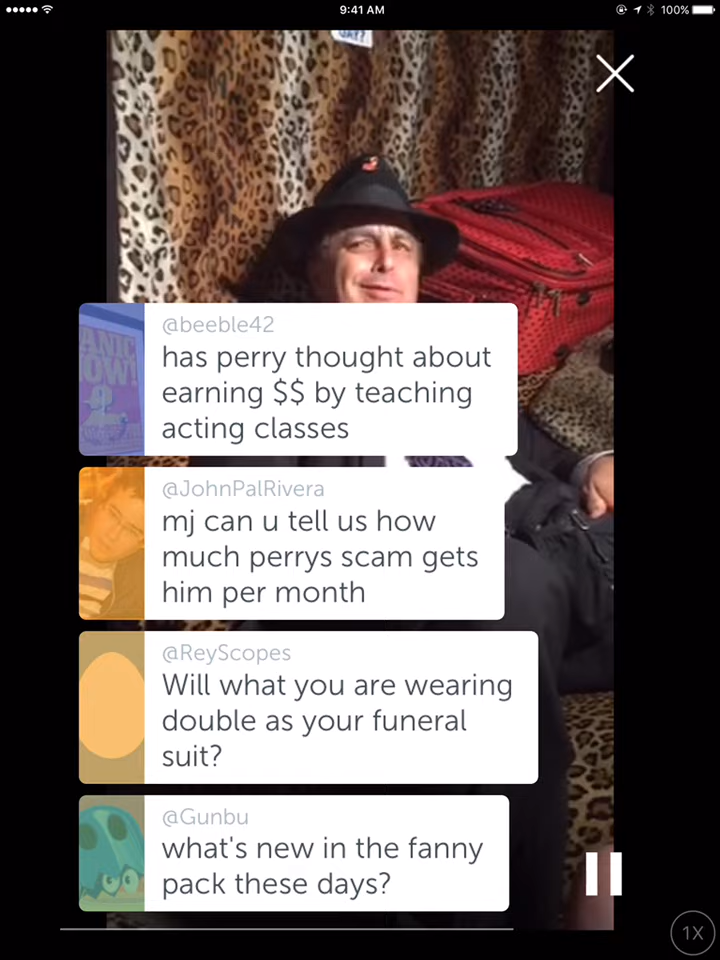 9:41 AM
100%
@beeble42
has perry thought about
earning $$ by teaching
acting classes
@JohnPalRivera
mj can u tell us how
much perrys scam gets
him per month
@ReyScopes
Will what you are wearing
double as your funeral
suit?
@Gunbu
what's new in the fanny
pack these days?
1X